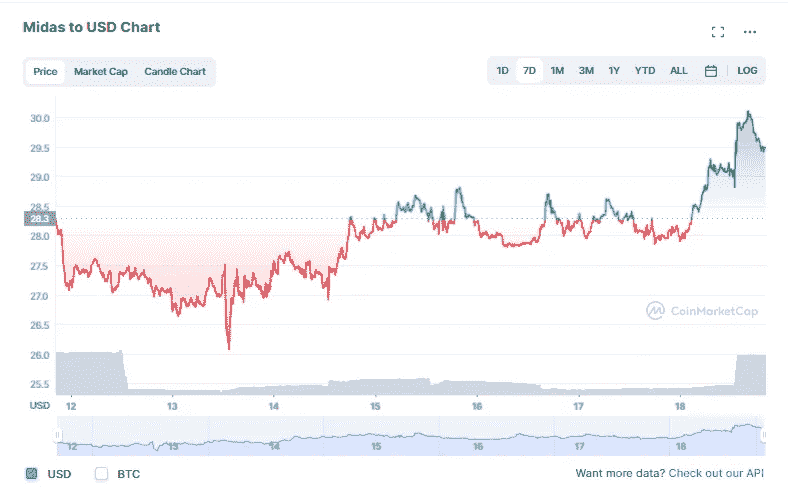 Midas to USD Chart
Price Market Cap Candle Chart
1D 7D 1M 3M 1Y YTD ALL LOG
30.0
29.5
29.0
28.5
28.3
28.0
27.5
27.0
26.5
26.0
25.5
CoinMarketCap
USD 12 13 14 15 16 17 18
12 13 14 15 16 17 18
USD BTC
Want more data? Check out our API